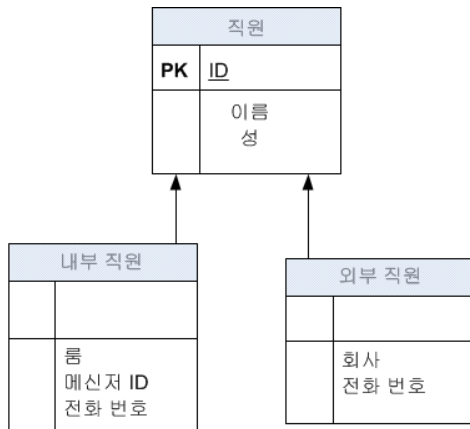 직원
PK ID
이름
성
내부 직원
룸
메신저 ID
전화 번호
외부 직원
회사
전화 번호